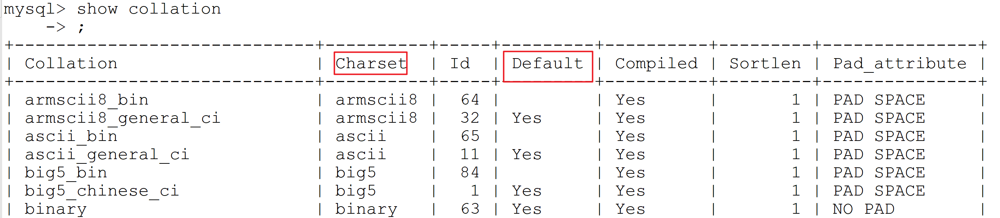 mysql> show collation
    -> ;
+-----------------------------+----------+-----+---------+----------+---------+---------------+
| Collation                   | Charset  | Id  | Default | Compiled | Sortlen | Pad_attribute |
+-----------------------------+----------+-----+---------+----------+---------+---------------+
| armscii8_bin                | armscii8 |  64 |         | Yes      |       1 | PAD SPACE     |
| armscii8_general_ci         | armscii8 |  32 | Yes     | Yes      |       1 | PAD SPACE     |
| ascii_bin                   | ascii    |  65 |         | Yes      |       1 | PAD SPACE     |
| ascii_general_ci            | ascii    |  11 | Yes     | Yes      |       1 | PAD SPACE     |
| big5_bin                    | big5     |  84 |         | Yes      |       1 | PAD SPACE     |
| big5_chinese_ci             | big5     |   1 | Yes     | Yes      |       1 | PAD SPACE     |
| binary                      | binary   |  63 | Yes     | Yes      |       1 | NO PAD        |